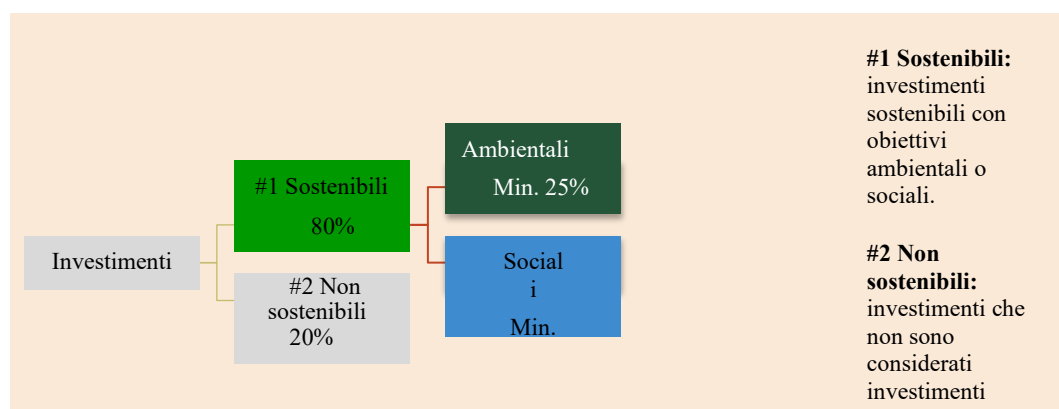 Investimenti
#1 Sostenibili
80%
#2 Non
sostenibili
20%
Ambientali
Min. 25%
Social
i
Min.
#1 Sostenibili:
investimenti
sostenibili con
obiettivi
ambientali o
sociali.
#2 Non
sostenibili:
investimenti che
non sono
considerati
investimenti